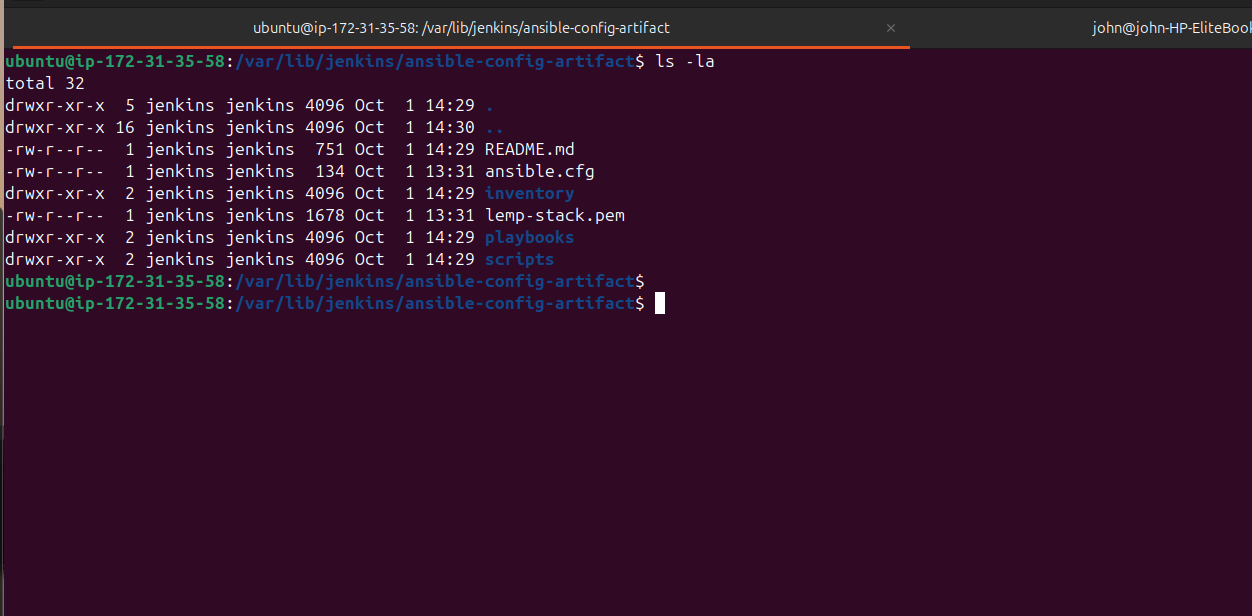 ubuntu@ip-172-31-35-58: /var/lib/jenkins/ansible-config-artifact × john@john-HP-EliteBook
ubuntu@ip-172-31-35-58:/var/lib/jenkins/ansible-config-artifact$ ls -la
total 32
drwxr-xr-x  5 jenkins jenkins 4096 Oct  1 14:29 .
drwxr-xr-x 16 jenkins jenkins 4096 Oct  1 14:30 ..
-rw-r--r--  1 jenkins jenkins  751 Oct  1 14:29 README.md
-rw-r--r--  1 jenkins jenkins  134 Oct  1 13:31 ansible.cfg
drwxr-xr-x  2 jenkins jenkins 4096 Oct  1 14:29 inventory
-rw-r--r--  1 jenkins jenkins 1678 Oct  1 13:31 lemp-stack.pem
drwxr-xr-x  2 jenkins jenkins 4096 Oct  1 14:29 playbooks
drwxr-xr-x  2 jenkins jenkins 4096 Oct  1 14:29 scripts
ubuntu@ip-172-31-35-58:/var/lib/jenkins/ansible-config-artifact$
ubuntu@ip-172-31-35-58:/var/lib/jenkins/ansible-config-artifact$